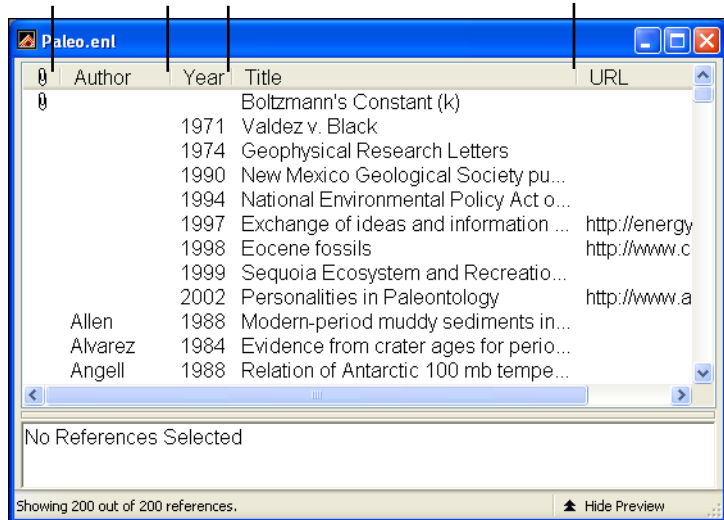 Paleo.enl
Author Year Title URL
Boltzmann's Constant (k)
1971 Valdez v. Black
1974 Geophysical Research Letters
1990 New Mexico Geological Society pu...
1994 National Environmental Policy Act o...
1997 Exchange of ideas and information ... http://energy
1998 Eocene fossils http://www.c
1999 Sequoia Ecosystem and Recreatio...
2002 Personalities in Paleontology http://www.a
Allen 1988 Modern-period muddy sediments in...
Alvarez 1984 Evidence from crater ages for perio...
Angell 1988 Relation of Antarctic 100 mb tempe...
No References Selected
Showing 200 out of 200 references. Hide Preview